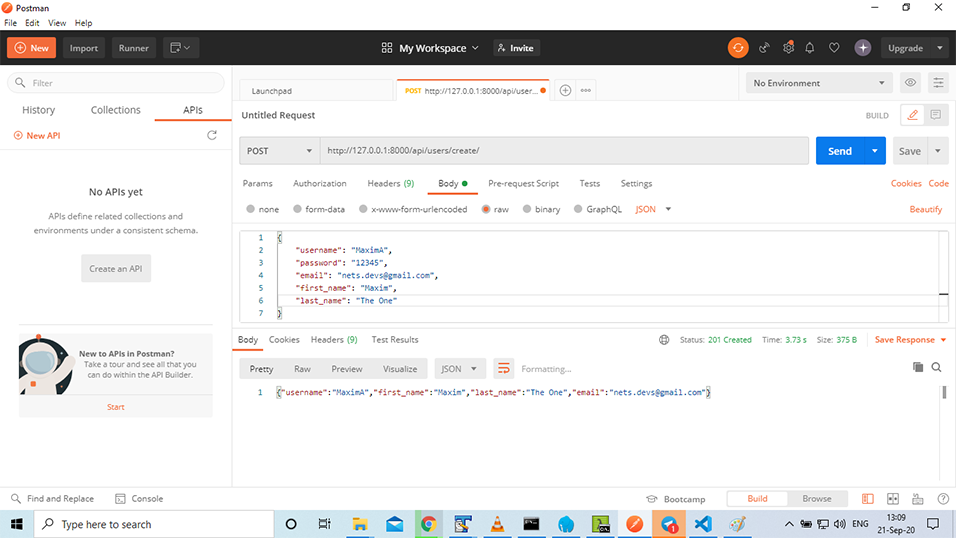 Postman
File Edit View Help
New Import Runner My Workspace Invite Upgrade
Filter
History Collections APIs
New API
No APIs yet
APIs define related collections and
environments under a consistent schema.
Create an API
New to APIs in Postman?
Take a tour and see all that you
can do within the API Builder.
Start
Launchpad POST http://127.0.0.1:8000/api/user... No Environment
Untitled Request BUILD
POST http://127.0.0.1:8000/api/users/create/ Send Save
Params Authorization Headers (9) Body Pre-request Script Tests Settings Cookies Code
none form-data x-www-form-urlencoded raw binary GraphQL JSON Beautify
1 {
2 "username": "MaximA",
3 "password": "12345",
4 "email": "nets.devs@gmail.com",
5 "first_name": "Maxim",
6 "last_name": "The One"
7 }
Body Cookies Headers (9) Test Results Status: 201 Created Time: 3.73 s Size: 375 B Save Response
Pretty Raw Preview Visualize JSON Formatting...
1 {"username":"MaximA","first_name":"Maxim","last_name":"The One","email":"nets.devs@gmail.com"}
Find and Replace Console Bootcamp Build Browse
Type here to search 1 ENG 13:09
21-Sep-20